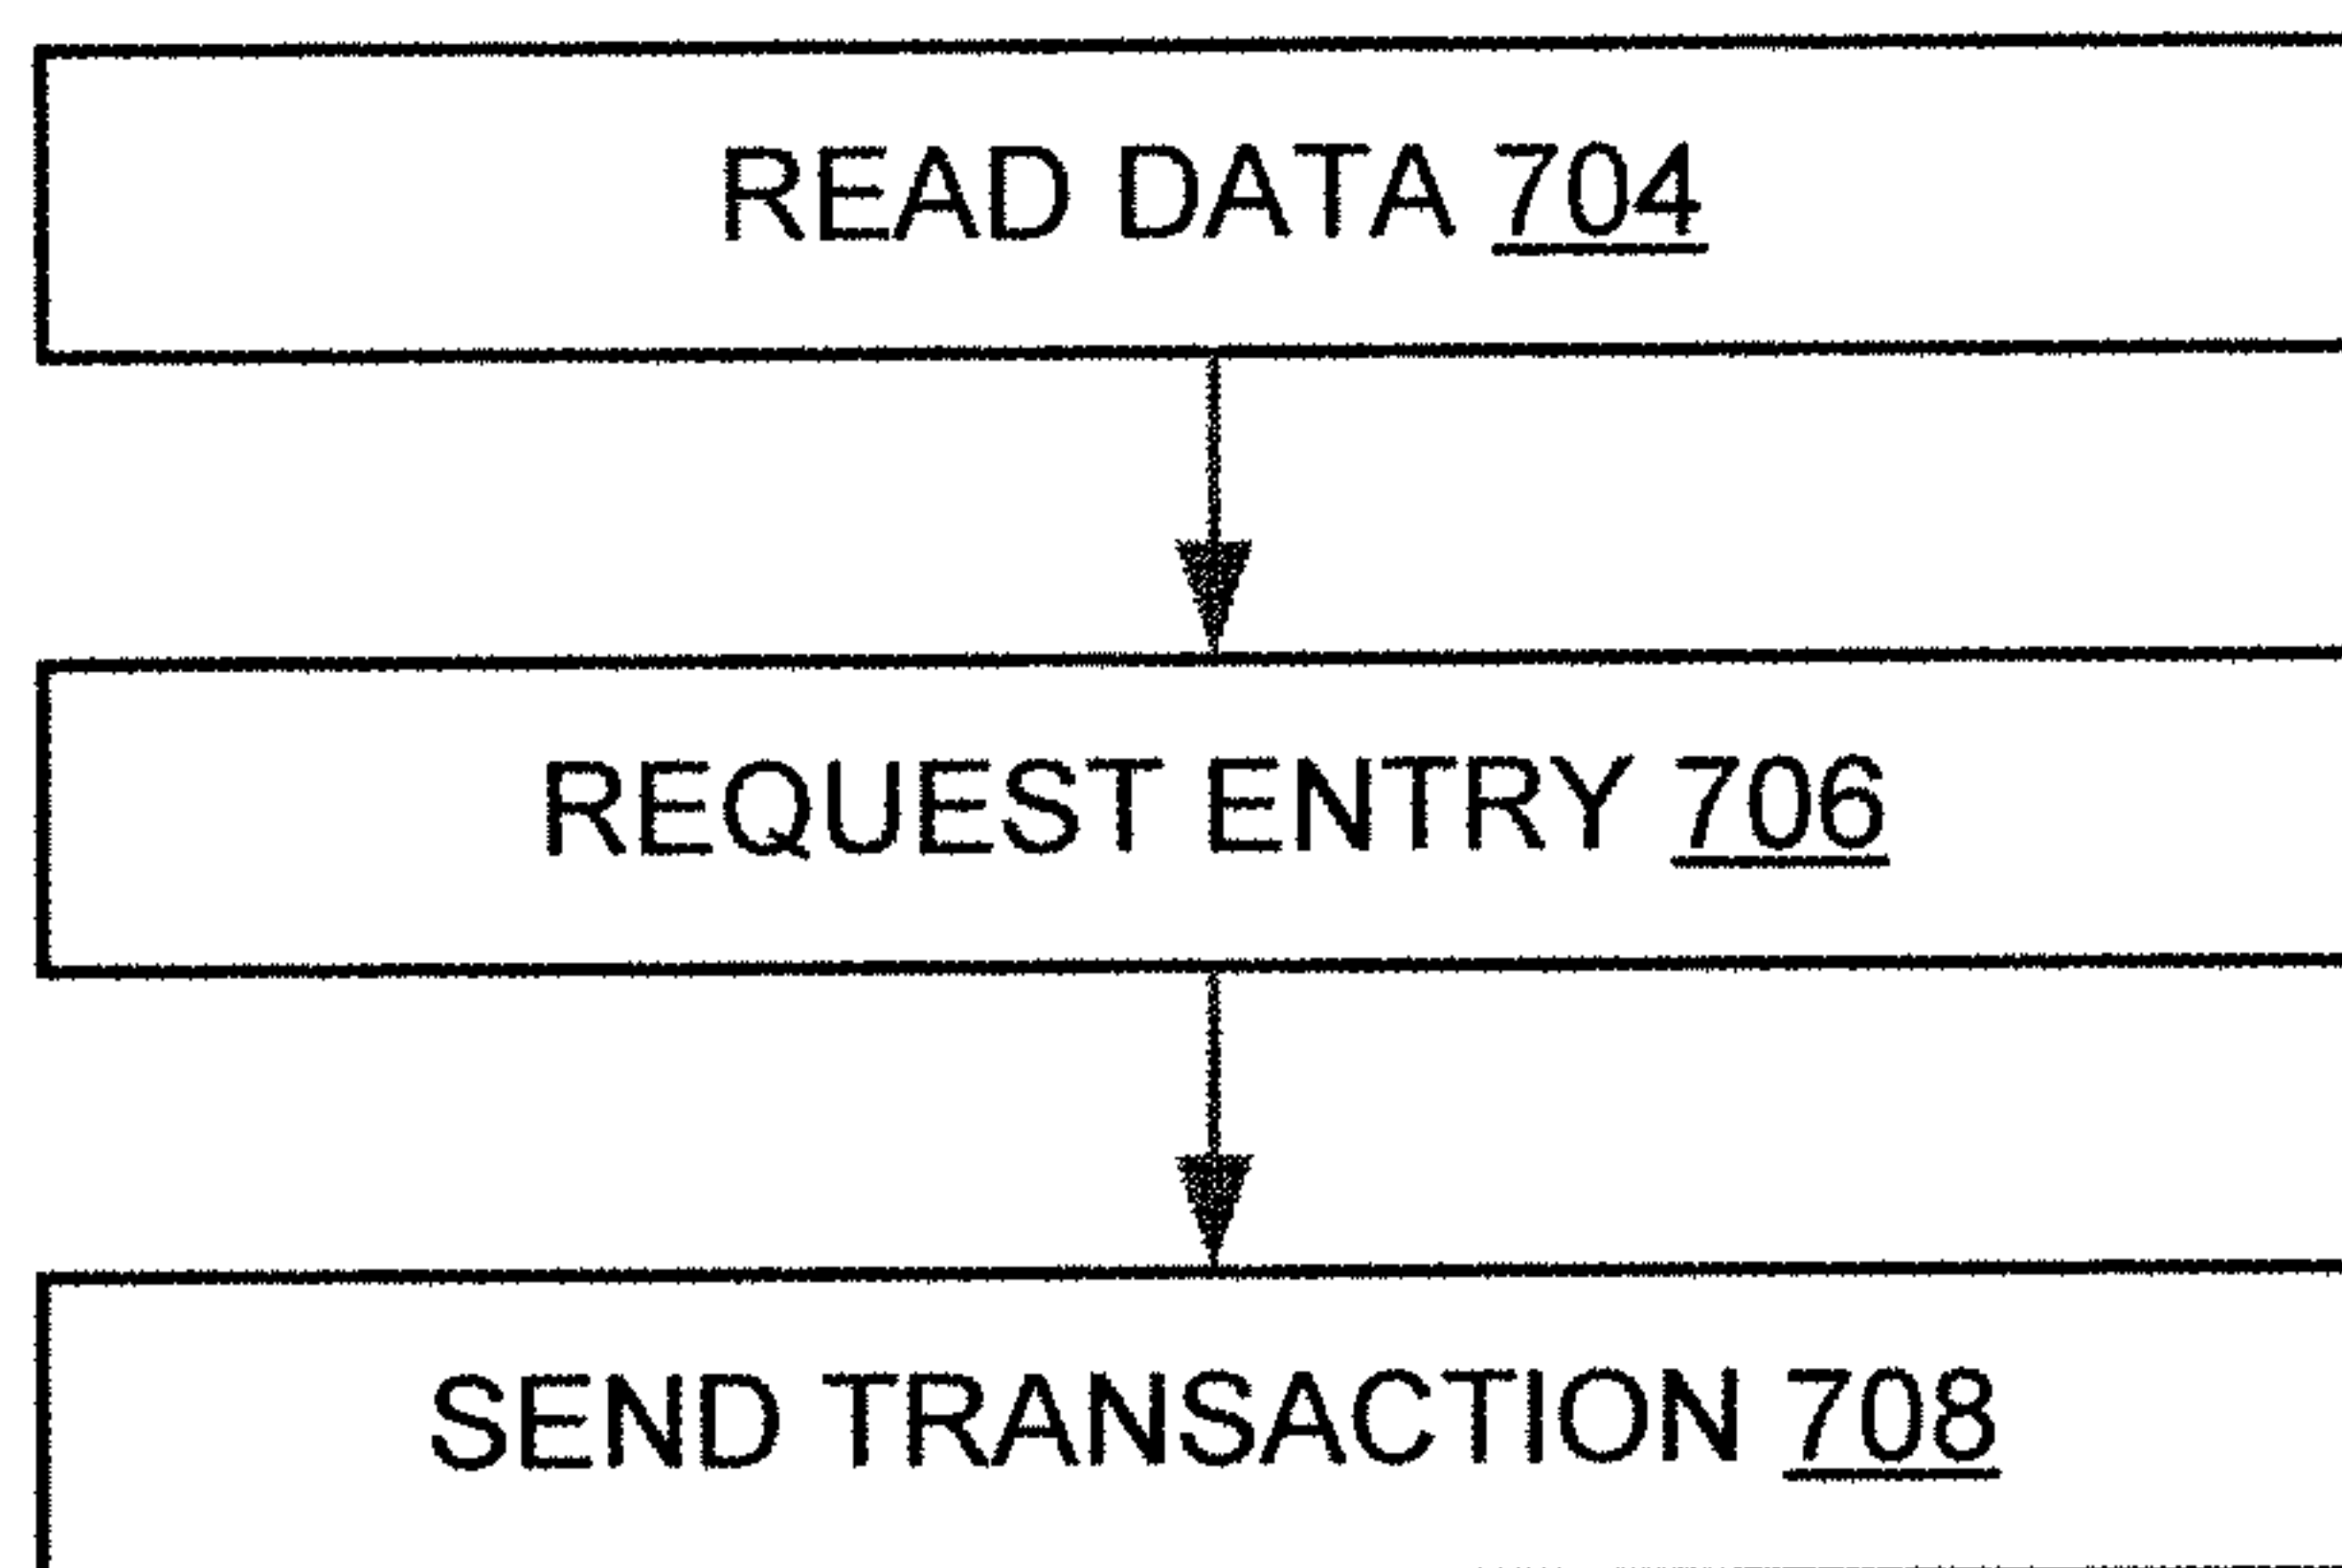 READ DATA 704
REQUEST ENTRY 706
SEND TRANSACTION 708